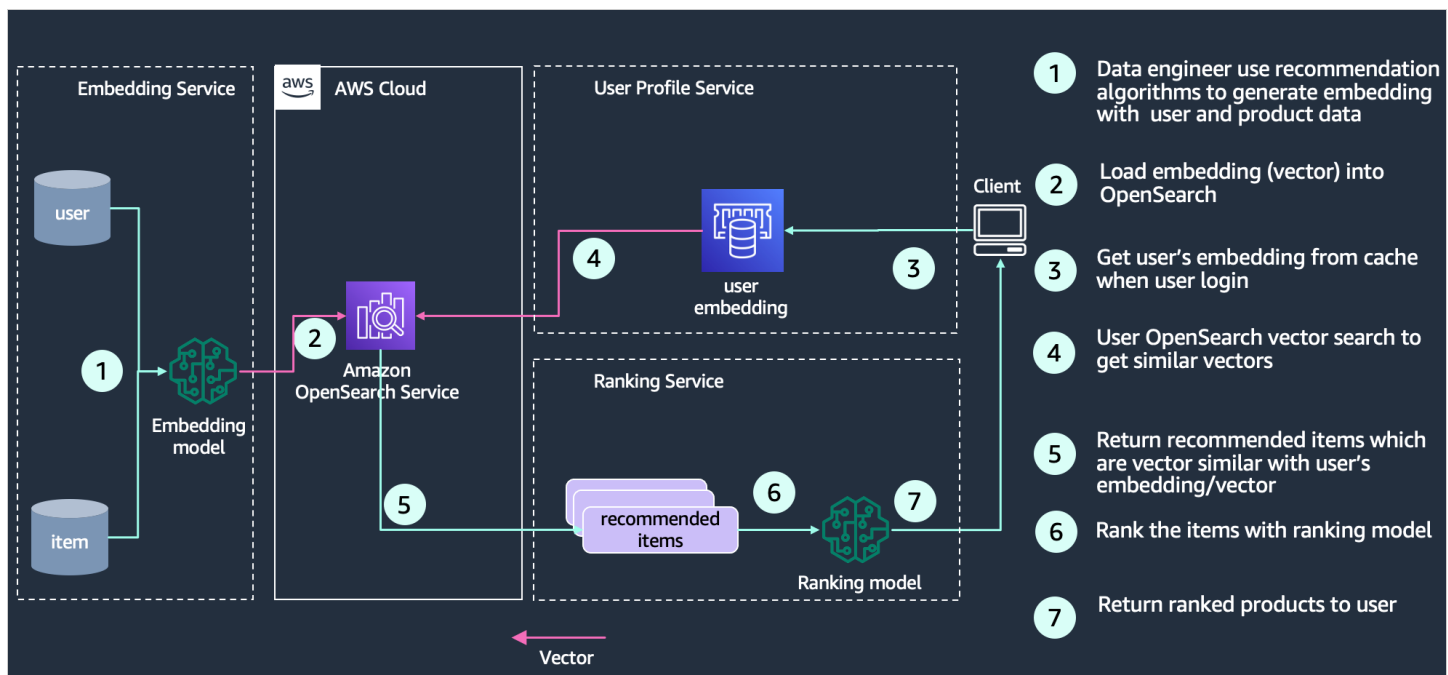 Embedding Service
aws
AWS Cloud
User Profile Service
user
item
1
Embedding
model
2
Amazon
OpenSearch Service
4
3
user
embedding
Client
Ranking Service
5
recommended
items
6
7
Ranking model
Vector
1
Data engineer use recommendation
algorithms to generate embedding
with user and product data
2
Load embedding (vector) into
OpenSearch
3
Get user's embedding from cache
when user login
4
User OpenSearch vector search to
get similar vectors
5
Return recommended items which
are vector similar with user's
embedding/vector
6
Rank the items with ranking model
7
Return ranked products to user